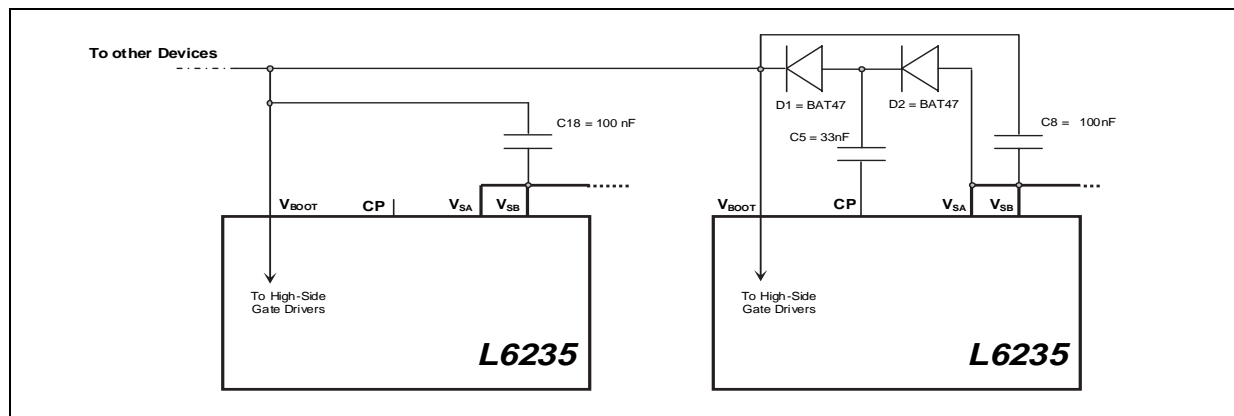 To other Devices
D1 = BAT47
D2 = BAT47
C18 = 100 nF
C5 = 33nF
C8 = 100nF
VBOOT
CP
VSA
VSB
VBOOT
CP
VSA
VSB
To High-Side
Gate Drivers
To High-Side
Gate Drivers
L6235
L6235